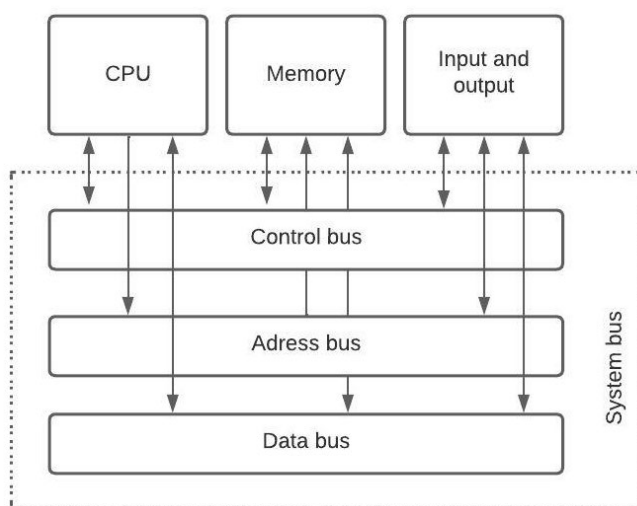 CPU
Memory
Input and
output
Control bus
Adress bus
Data bus
System bus